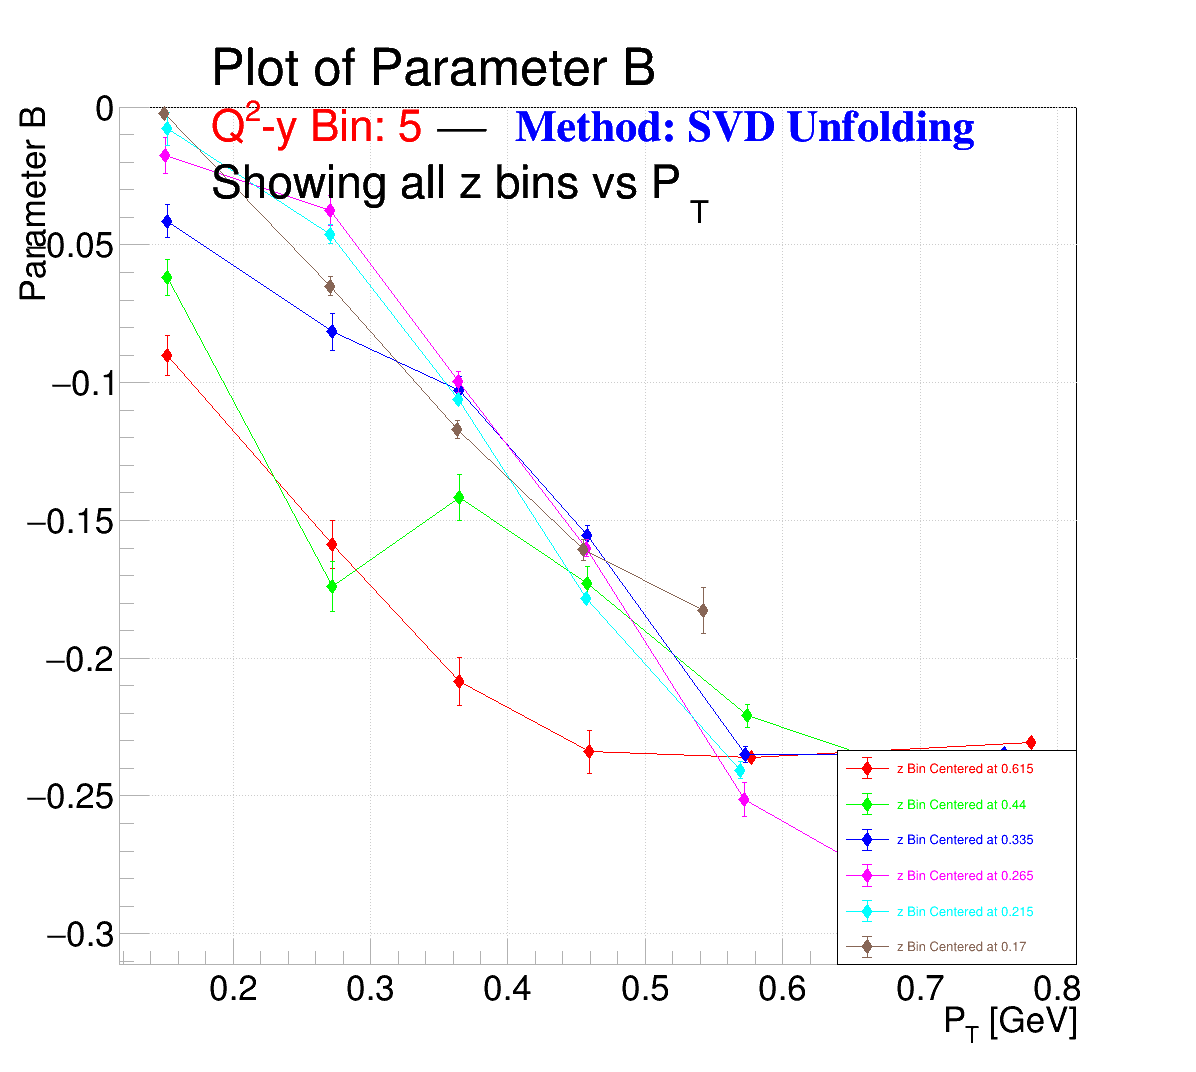 Plot of Parameter B
Q²-y Bin: 5 — Method: SVD Unfolding
Showing all z bins vs P_T
Parameter B
0
−0.05
−0.1
−0.15
−0.2
−0.25
−0.3
z Bin Centered at 0.615
z Bin Centered at 0.44
z Bin Centered at 0.335
z Bin Centered at 0.265
z Bin Centered at 0.215
z Bin Centered at 0.17
0.2 0.3 0.4 0.5 0.6 0.7 0.8
P_T [GeV]